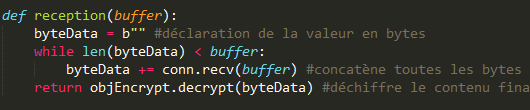 def reception(buffer):
    byteData = b"" #déclaration de la valeur en bytes
    while len(byteData) < buffer:
        byteData += conn.recv(buffer) #concatène toutes les bytes
    return objEncrypt.decrypt(byteData) #déchiffre le contenu fina